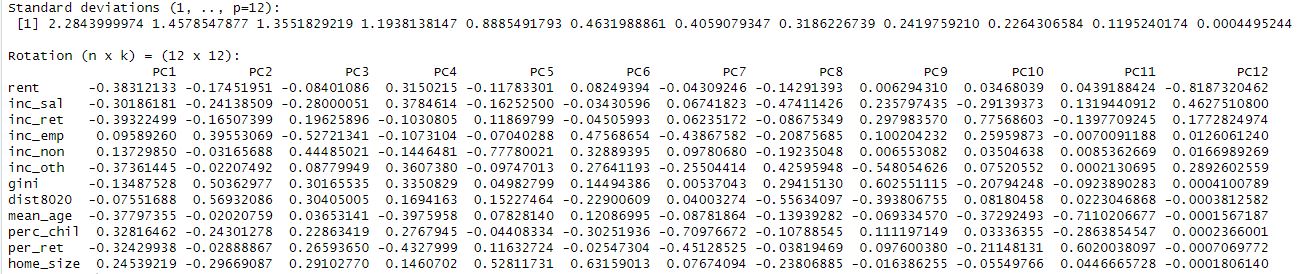 Standard deviations (1, .., p=12):
[1] 2.2843999974 1.4578547877 1.3551829219 1.1938138147 0.8885491793 0.4631988861 0.4059079347 0.3186226739 0.2419759210 0.2264306584 0.1195240174 0.0004495244
Rotation (n x k) = (12 x 12):
PC1 PC2 PC3 PC4 PC5 PC6 PC7 PC8 PC9 PC10 PC11 PC12
rent -0.38312133 -0.17451951 -0.08401086 0.3150215 -0.11783301 0.08249394 -0.04309246 -0.14291393 0.006294310 0.03468039 0.0439188424 -0.8187320462
inc_sal -0.30186181 -0.24138509 -0.28000051 0.3784614 -0.16252500 -0.03430596 0.06741823 -0.47411426 0.235797435 -0.29139373 0.1319440912 0.4627510800
inc_ret -0.39322499 -0.16507399 0.19625896 -0.1030805 0.11869799 -0.04505993 0.06235172 -0.08675349 0.297983570 0.77568603 -0.1397709245 0.1772824974
inc_emp 0.09589260 0.39553069 -0.52721341 -0.1073104 -0.07040288 0.47568654 -0.43867582 -0.20875685 0.100204232 0.25959873 -0.0070091188 0.0126061240
inc_non 0.13729850 -0.03165688 0.44485021 -0.1446481 -0.77780021 0.32889395 0.09780680 -0.19235048 0.006553082 0.03504638 0.0085362669 0.0166989269
inc_oth -0.37361445 -0.02207492 0.08779949 0.3607380 -0.09747013 0.27641193 -0.25504414 0.42595948 -0.548054626 0.07520552 0.0002130695 0.2892602559
gini -0.13487528 0.50362977 0.30165535 0.3350829 0.04982799 0.14494386 0.00537043 0.29415130 0.602551115 -0.20794248 -0.0923890283 0.0004100789
dist8020 -0.07551688 0.56932086 0.30405005 0.1694163 0.15227464 -0.22900609 0.04003274 -0.55634097 -0.393806755 0.08180458 0.0223046868 -0.0003812582
mean_age -0.37797355 -0.02020759 0.03653141 -0.3975958 0.07828140 0.12086995 -0.08781864 -0.13939282 -0.069334570 -0.37292493 -0.7110206677 -0.0001567187
perc_chil 0.32816462 -0.24301278 0.22863419 0.2767945 -0.04408334 -0.30251936 -0.70976672 -0.10788545 0.111197149 0.03336355 -0.2863854547 0.0002366001
per_ret -0.32429938 -0.02888867 0.26593650 -0.4327999 0.11632724 -0.02547304 -0.45128525 -0.03819469 0.097600380 -0.21148131 0.6020038097 -0.0007069772
home_size 0.24539219 -0.29669087 0.29102770 0.1460702 0.52811731 0.63159013 0.07674094 -0.23806885 -0.016386255 -0.05549766 0.0446665728 -0.0001806140